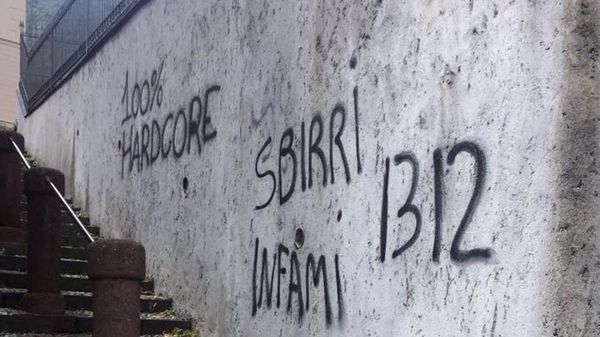 100%
HARDCORE
SBIRRI
INFAMI
1312